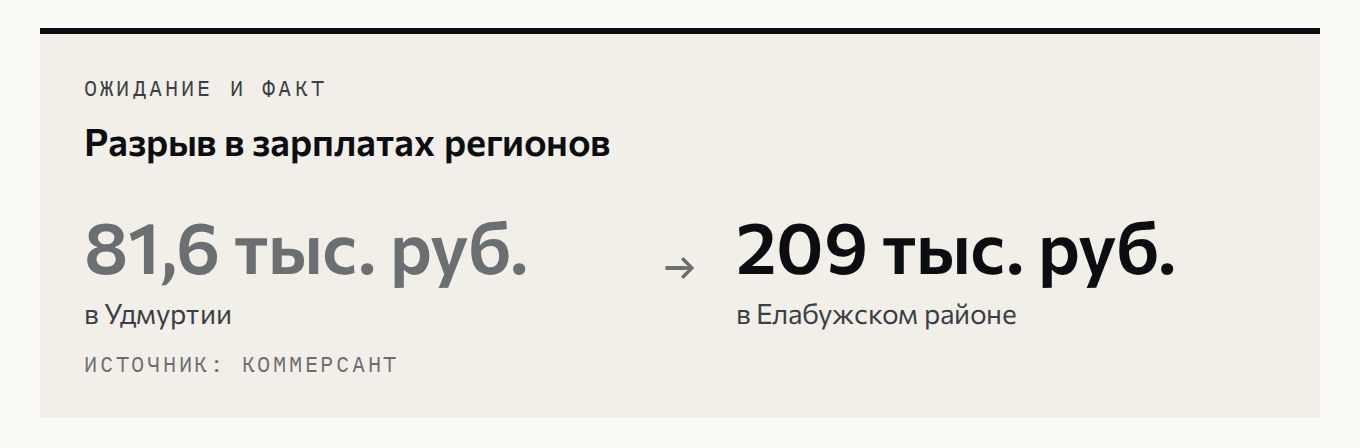 ОЖИДАНИЕ И ФАКТ
Разрыв в зарплатах регионов
81,6 тыс. руб. → 209 тыс. руб.
в Удмуртии в Елабужском районе
ИСТОЧНИК: КОММЕРСАНТ